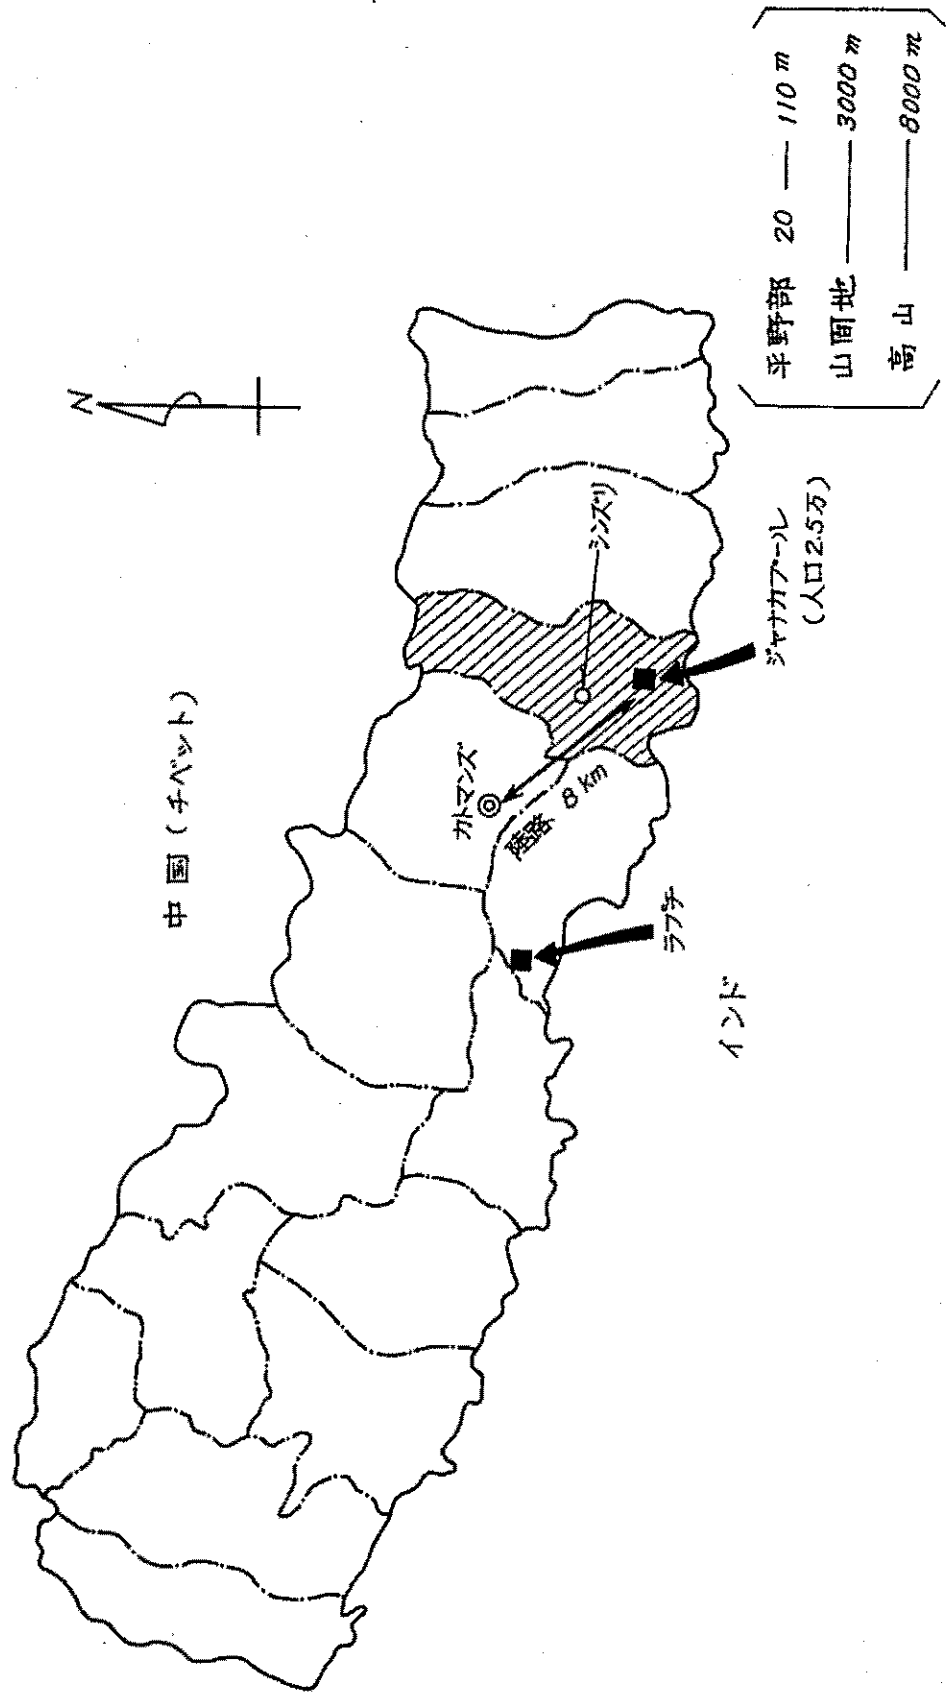 N
中国(チベット)
カトマンズ
シンズリ
陸路 8 km
ラプチ
ジャナカプール
(人口2.5万)
インド
平野部 20 — 110 m
山間地 — 3000 m
高山 — 8000 m